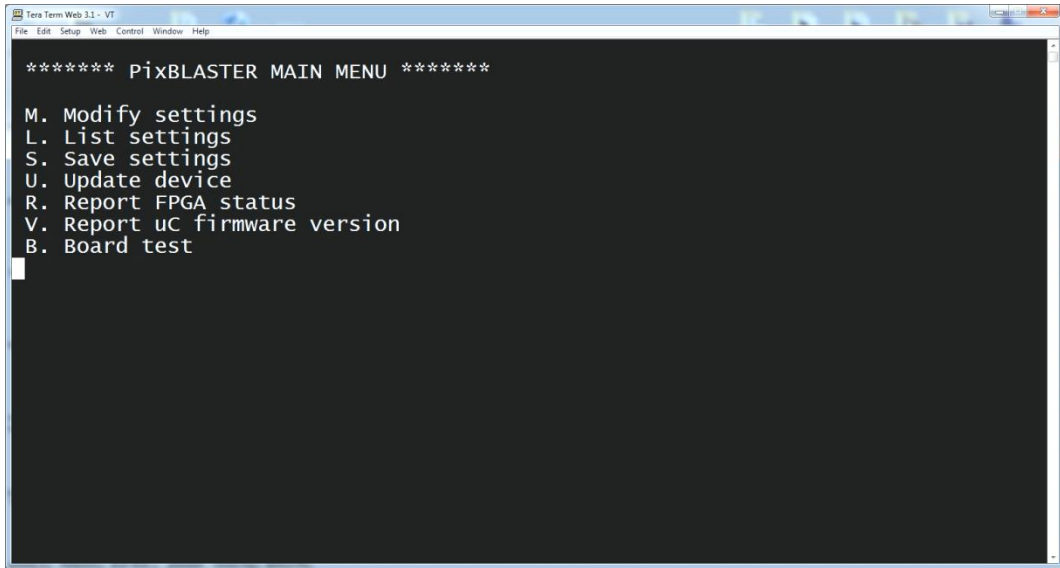 Tera Term Web 3.1 - VT
File Edit Setup Web Control Window Help
******* PixBLASTER MAIN MENU *******
M. Modify settings
L. List settings
S. Save settings
U. Update device
R. Report FPGA status
V. Report uC firmware version
B. Board test